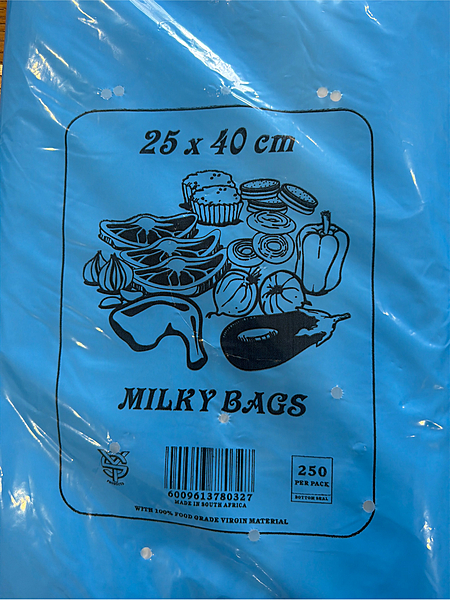 25 x 40 cm
MILKY BAGS
250
PER PACK
BOTTOM SEAL
6009613780327
MADE IN SOUTH AFRICA
WITH 100% FOOD GRADE VIRGIN MATERIAL